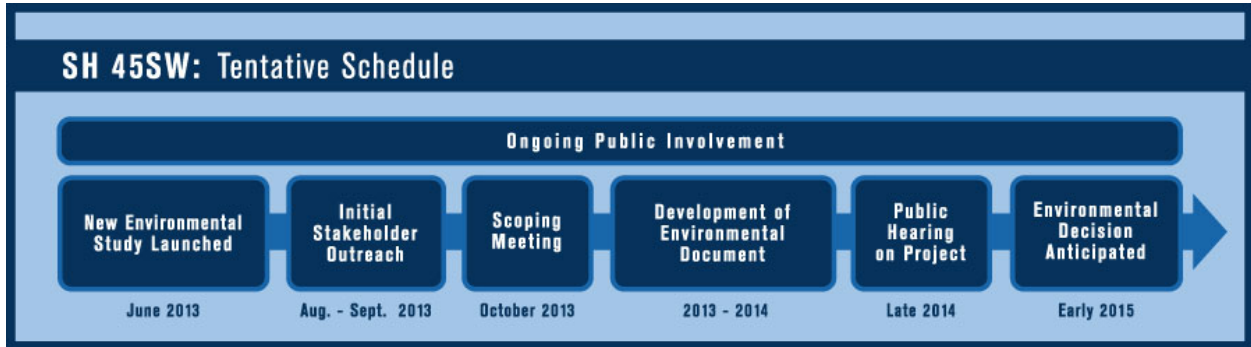 SH 45SW: Tentative Schedule
Ongoing Public Involvement
New Environmental
Study Launched
June 2013
Initial
Stakeholder
Outreach
Aug. - Sept. 2013
Scoping
Meeting
October 2013
Development of
Environmental
Document
2013 - 2014
Public
Hearing
on Project
Late 2014
Environmental
Decision
Anticipated
Early 2015